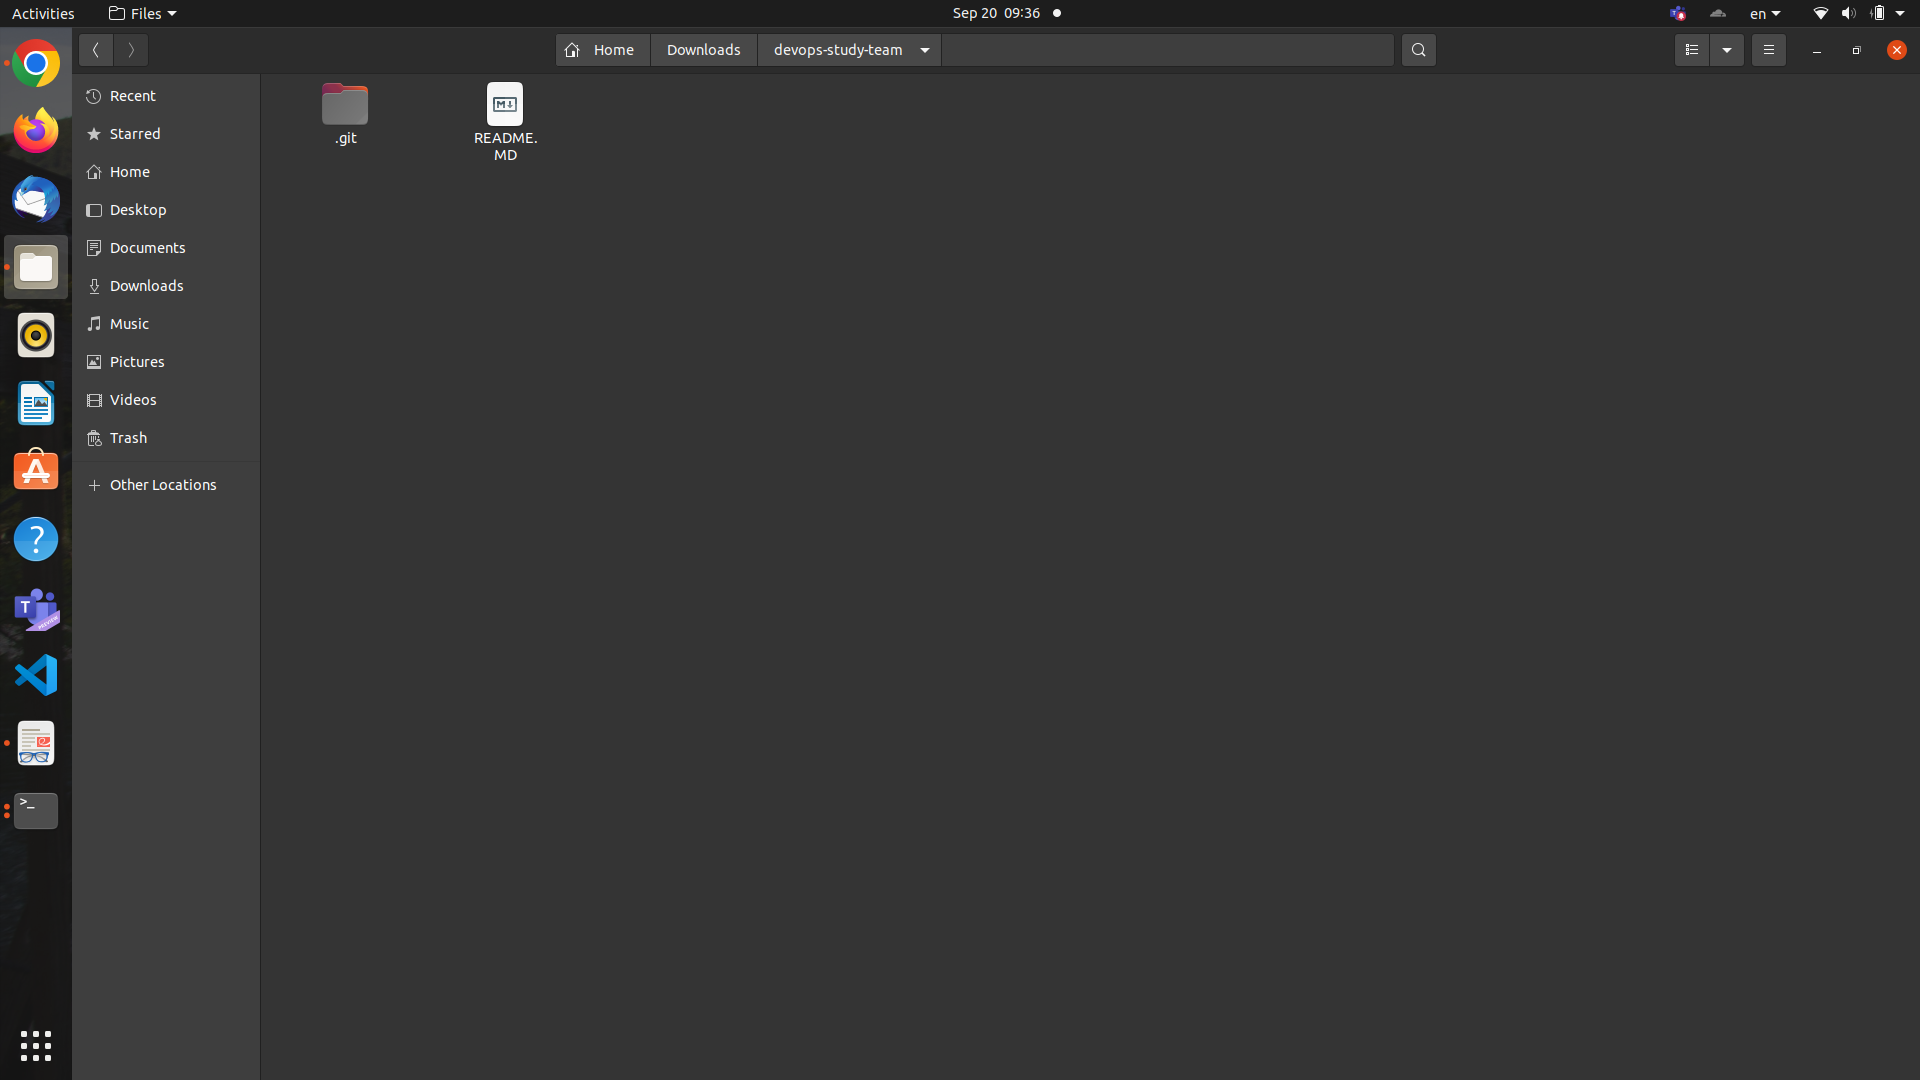 Activities
Files
Sep 20 09:36
en
Home
Downloads
devops-study-team
Recent
Starred
Home
Desktop
Documents
Downloads
Music
Pictures
Videos
Trash
Other Locations
.git
M
README.
MD
A
?
T
PREVIEW
>_